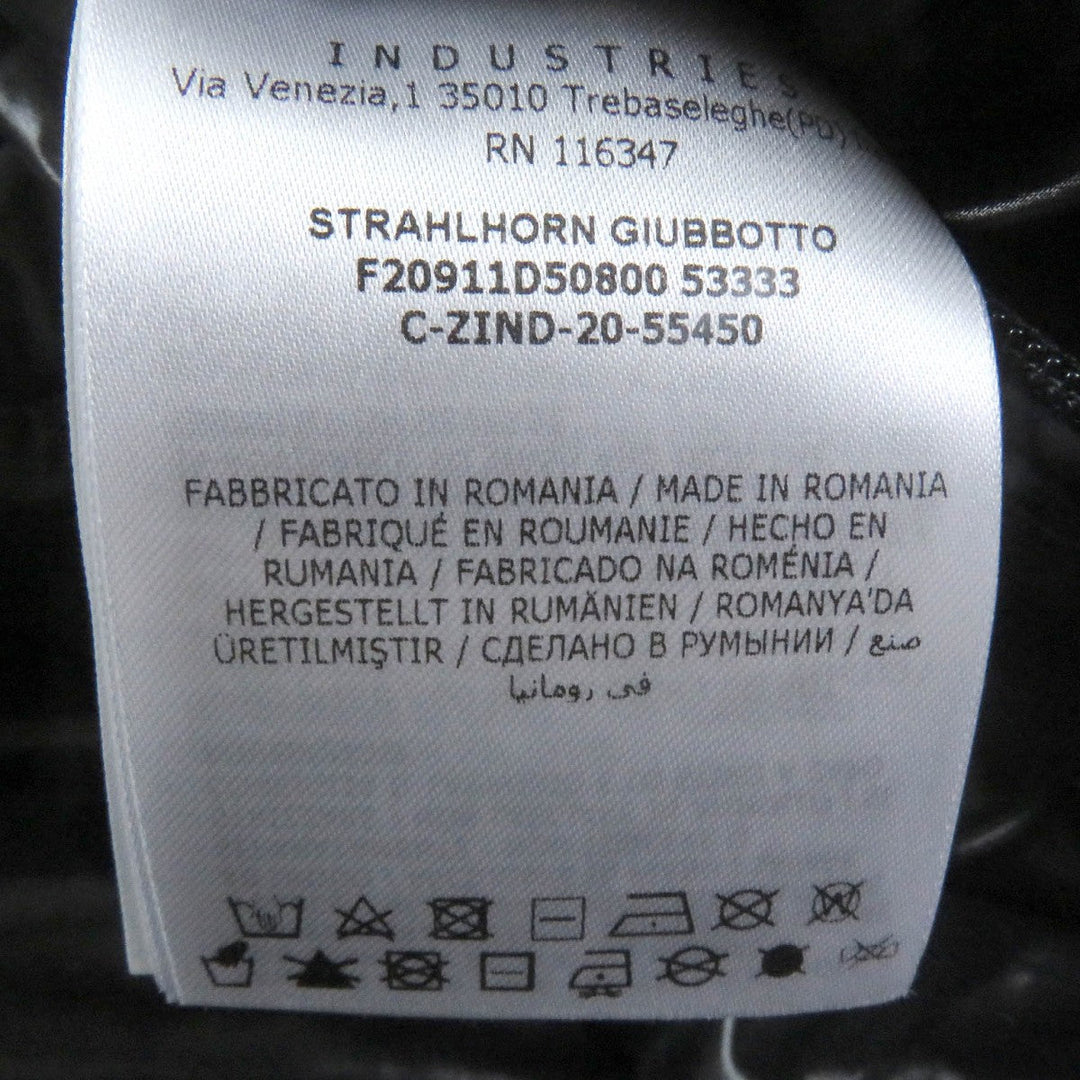 INDUSTRIES
Via Venezia,1 35010 Trebaseleghe(PD)
RN 116347
STRAHLHORN GIUBBOTTO
F20911D50800 53333
C-ZIND-20-55450
FABBRICATO IN ROMANIA / MADE IN ROMANIA
/ FABRIQUÉ EN ROUMANIE / HECHO EN
RUMANIA / FABRICADO NA ROMÉNIA /
HERGESTELLT IN RUMÄNIEN / ROMANYA'DA
ÜRETILMIŞTIR / СДЕЛАНО В РУМЫНИИ / صنع
في رومانيا